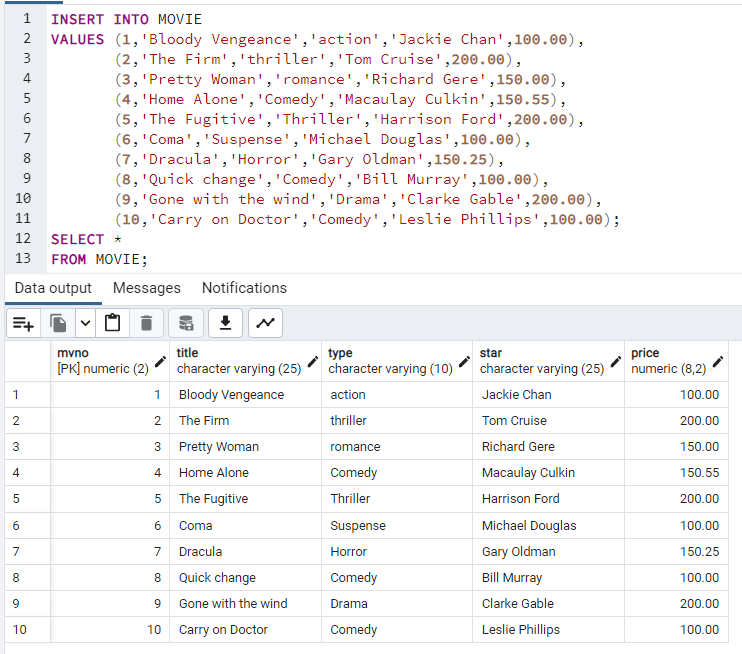 1 INSERT INTO MOVIE
2 VALUES (1,'Bloody Vengeance','action','Jackie Chan',100.00),
3 (2,'The Firm','thriller','Tom Cruise',200.00),
4 (3,'Pretty Woman','romance','Richard Gere',150.00),
5 (4,'Home Alone','Comedy','Macaulay Culkin',150.55),
6 (5,'The Fugitive','Thriller','Harrison Ford',200.00),
7 (6,'Coma','Suspense','Michael Douglas',100.00),
8 (7,'Dracula','Horror','Gary Oldman',150.25),
9 (8,'Quick change','Comedy','Bill Murray',100.00),
10 (9,'Gone with the wind','Drama','Clarke Gable',200.00),
11 (10,'Carry on Doctor','Comedy','Leslie Phillips',100.00);
12 SELECT *
13 FROM MOVIE;
Data output Messages Notifications
mvno title type star price
[PK] numeric (2) character varying (25) character varying (10) character varying (25) numeric (8,2)
1 1 Bloody Vengeance action Jackie Chan 100.00
2 2 The Firm thriller Tom Cruise 200.00
3 3 Pretty Woman romance Richard Gere 150.00
4 4 Home Alone Comedy Macaulay Culkin 150.55
5 5 The Fugitive Thriller Harrison Ford 200.00
6 6 Coma Suspense Michael Douglas 100.00
7 7 Dracula Horror Gary Oldman 150.25
8 8 Quick change Comedy Bill Murray 100.00
9 9 Gone with the wind Drama Clarke Gable 200.00
10 10 Carry on Doctor Comedy Leslie Phillips 100.00